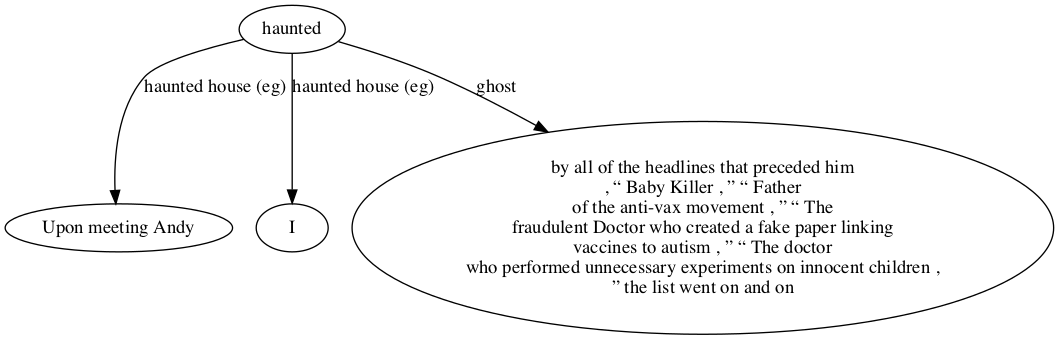 haunted
haunted house (eg)
haunted house (eg)
ghost
Upon meeting Andy
I
by all of the headlines that preceded him
, “ Baby Killer , ” “ Father
of the anti-vax movement , ” “ The
fraudulent Doctor who created a fake paper linking
vaccines to autism , ” “ The doctor
who performed unnecessary experiments on innocent children ,
” the list went on and on